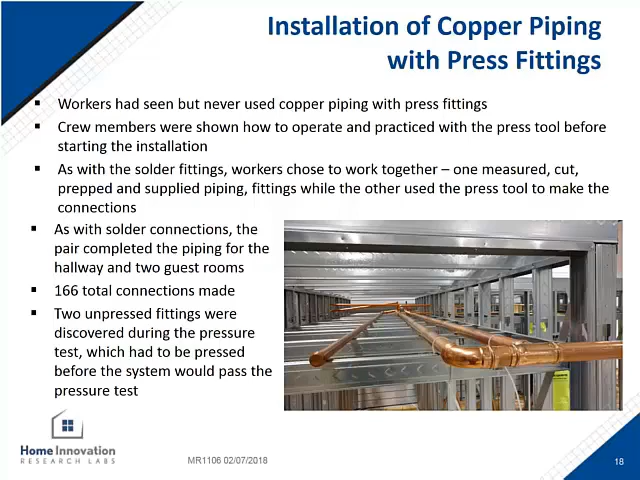 Installation of Copper Piping
with Press Fittings
▪ Workers had seen but never used copper piping with press fittings
▪ Crew members were shown how to operate and practiced with the press tool before
starting the installation
▪ As with the solder fittings, workers chose to work together – one measured, cut,
prepped and supplied piping, fittings while the other used the press tool to make the
connections
▪ As with solder connections, the
pair completed the piping for the
hallway and two guest rooms
▪ 166 total connections made
▪ Two unpressed fittings were
discovered during the pressure
test, which had to be pressed
before the system would pass the
pressure test
Home Innovation
RESEARCH LABS
MR1106 02/07/2018
18